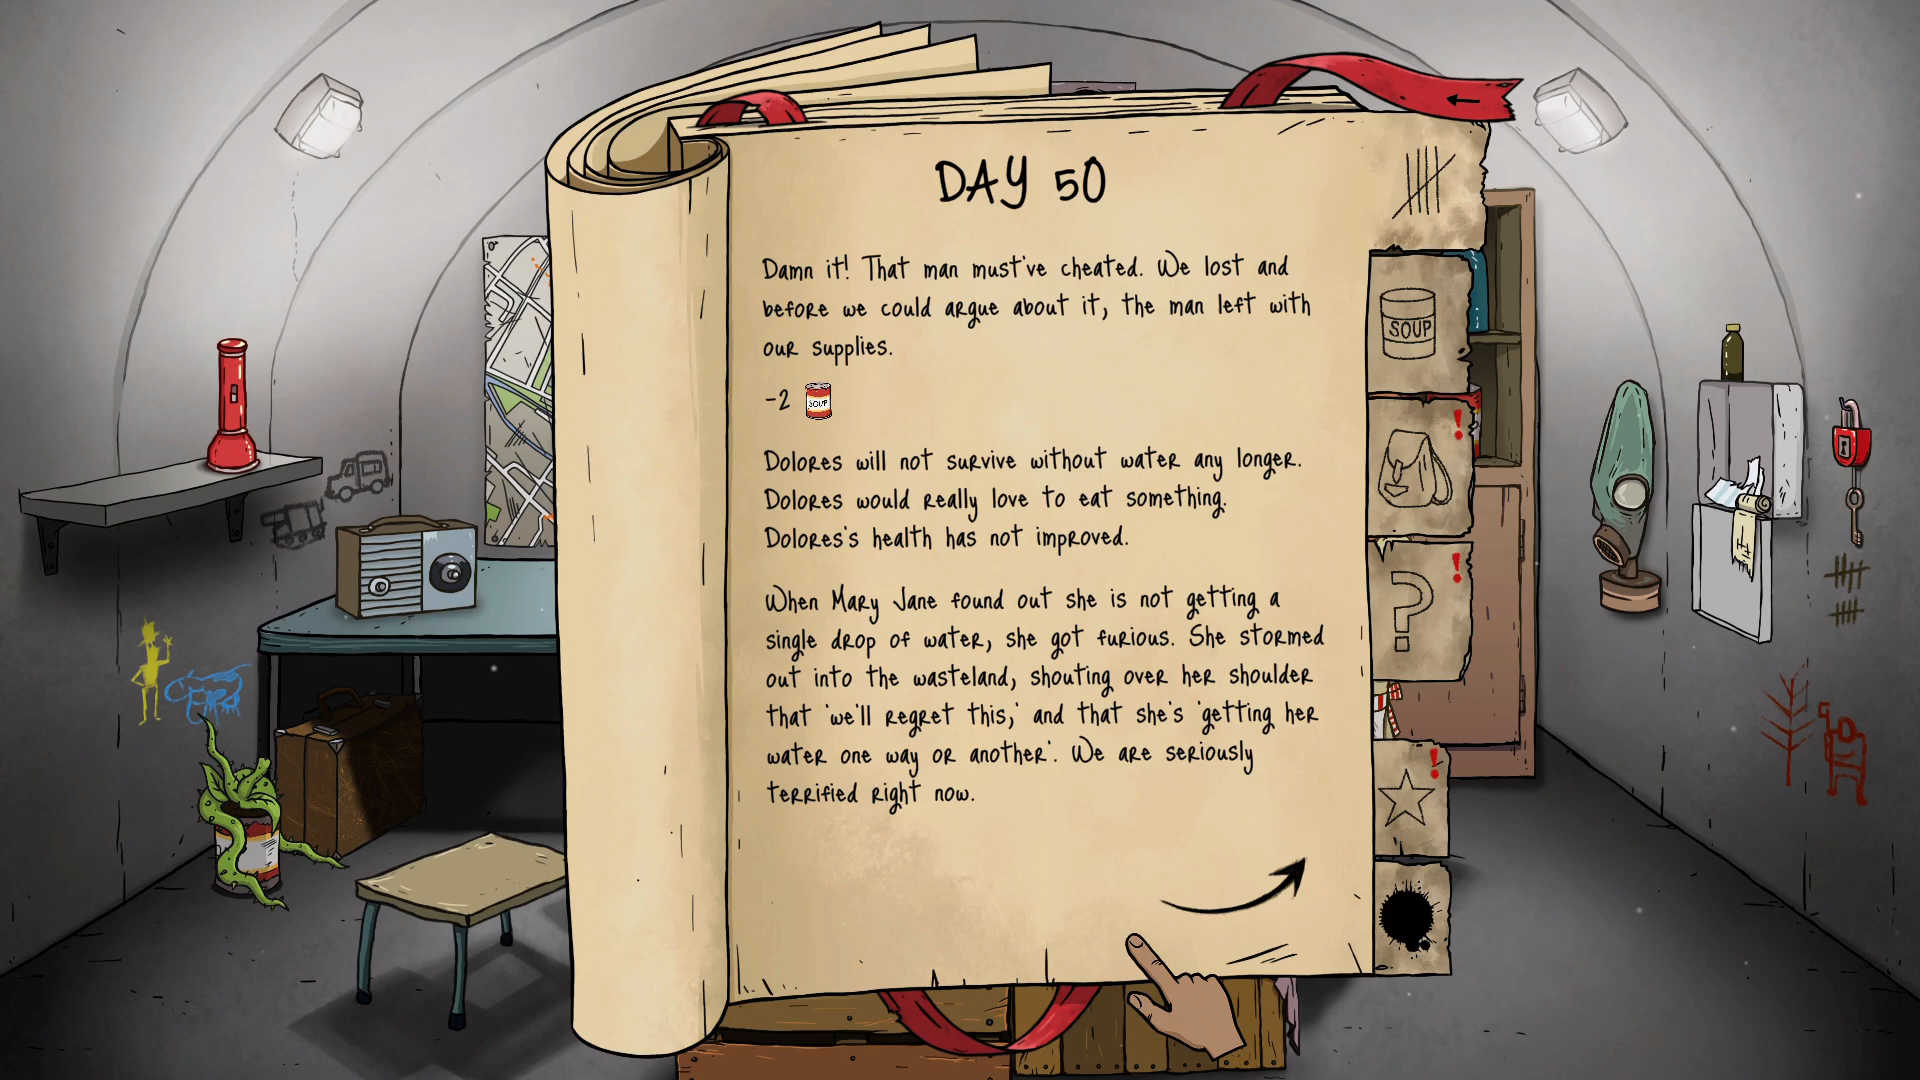 DAY 50
Damn it! That man must've cheated. We lost and
before we could argue about it, the man left with
our supplies.
-2 SOUP
Dolores will not survive without water any longer.
Dolores would really love to eat something.
Dolores's health has not improved.
When Mary Jane found out she is not getting a
single drop of water, she got furious. She stormed
out into the wasteland, shouting over her shoulder
that 'we'll regret this,' and that she's 'getting her
water one way or another'. We are seriously
terrified right now.
SOUP
!
?
!
!